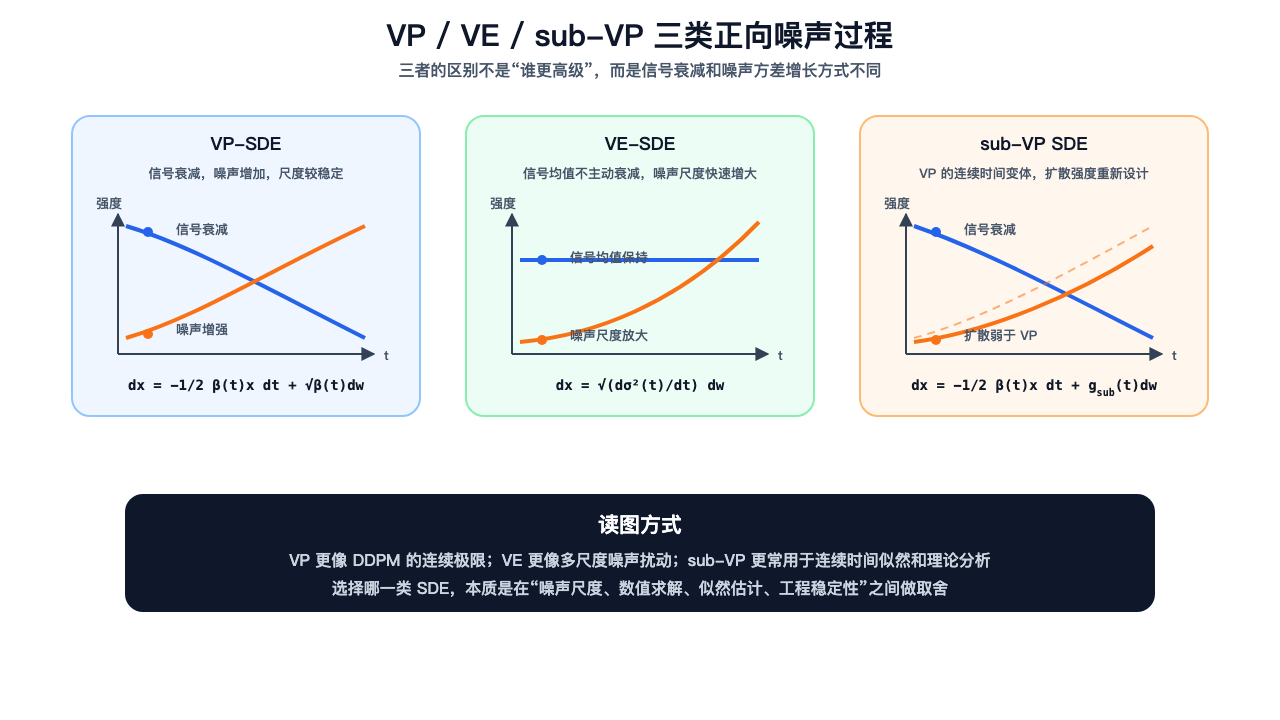 VP / VE / sub-VP 三类正向噪声过程
三者的区别不是“谁更高级”，而是信号衰减和噪声方差增长方式不同
VP-SDE
信号衰减，噪声增加，尺度较稳定
强度
信号衰减
噪声增强
t
dx = -1/2 β(t)x dt + √β(t)dw
VE-SDE
信号均值不主动衰减，噪声尺度快速增大
强度
信号均值保持
噪声尺度放大
t
dx = √(dσ²(t)/dt) dw
sub-VP SDE
VP 的连续时间变体，扩散强度重新设计
强度
信号衰减
扩散弱于 VP
t
dx = -1/2 β(t)x dt + g_sub(t)dw
读图方式
VP 更像 DDPM 的连续极限；VE 更像多尺度噪声扰动；sub-VP 更常用于连续时间似然和理论分析
选择哪一类 SDE，本质是在“噪声尺度、数值求解、似然估计、工程稳定性”之间做取舍